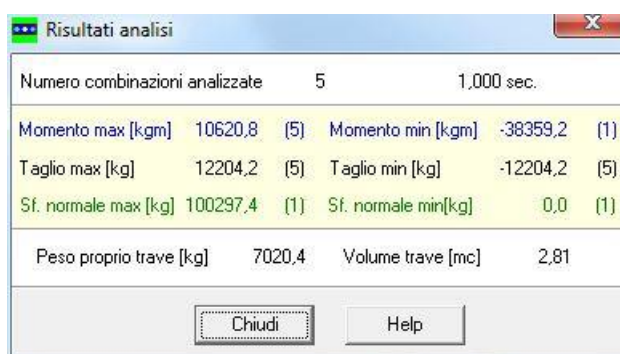 Risultati analisi
Numero combinazioni analizzate 5 1,000 sec.
Momento max [kgm] 10620,8 (5) Momento min [kgm] -38359,2 (1)
Taglio max [kg] 12204,2 (5) Taglio min [kg] -12204,2 (5)
Sf. normale max [kg] 100297,4 (1) Sf. normale min[kg] 0,0 (1)
Peso proprio trave [kg] 7020,4 Volume trave [mc] 2,81
Chiudi Help